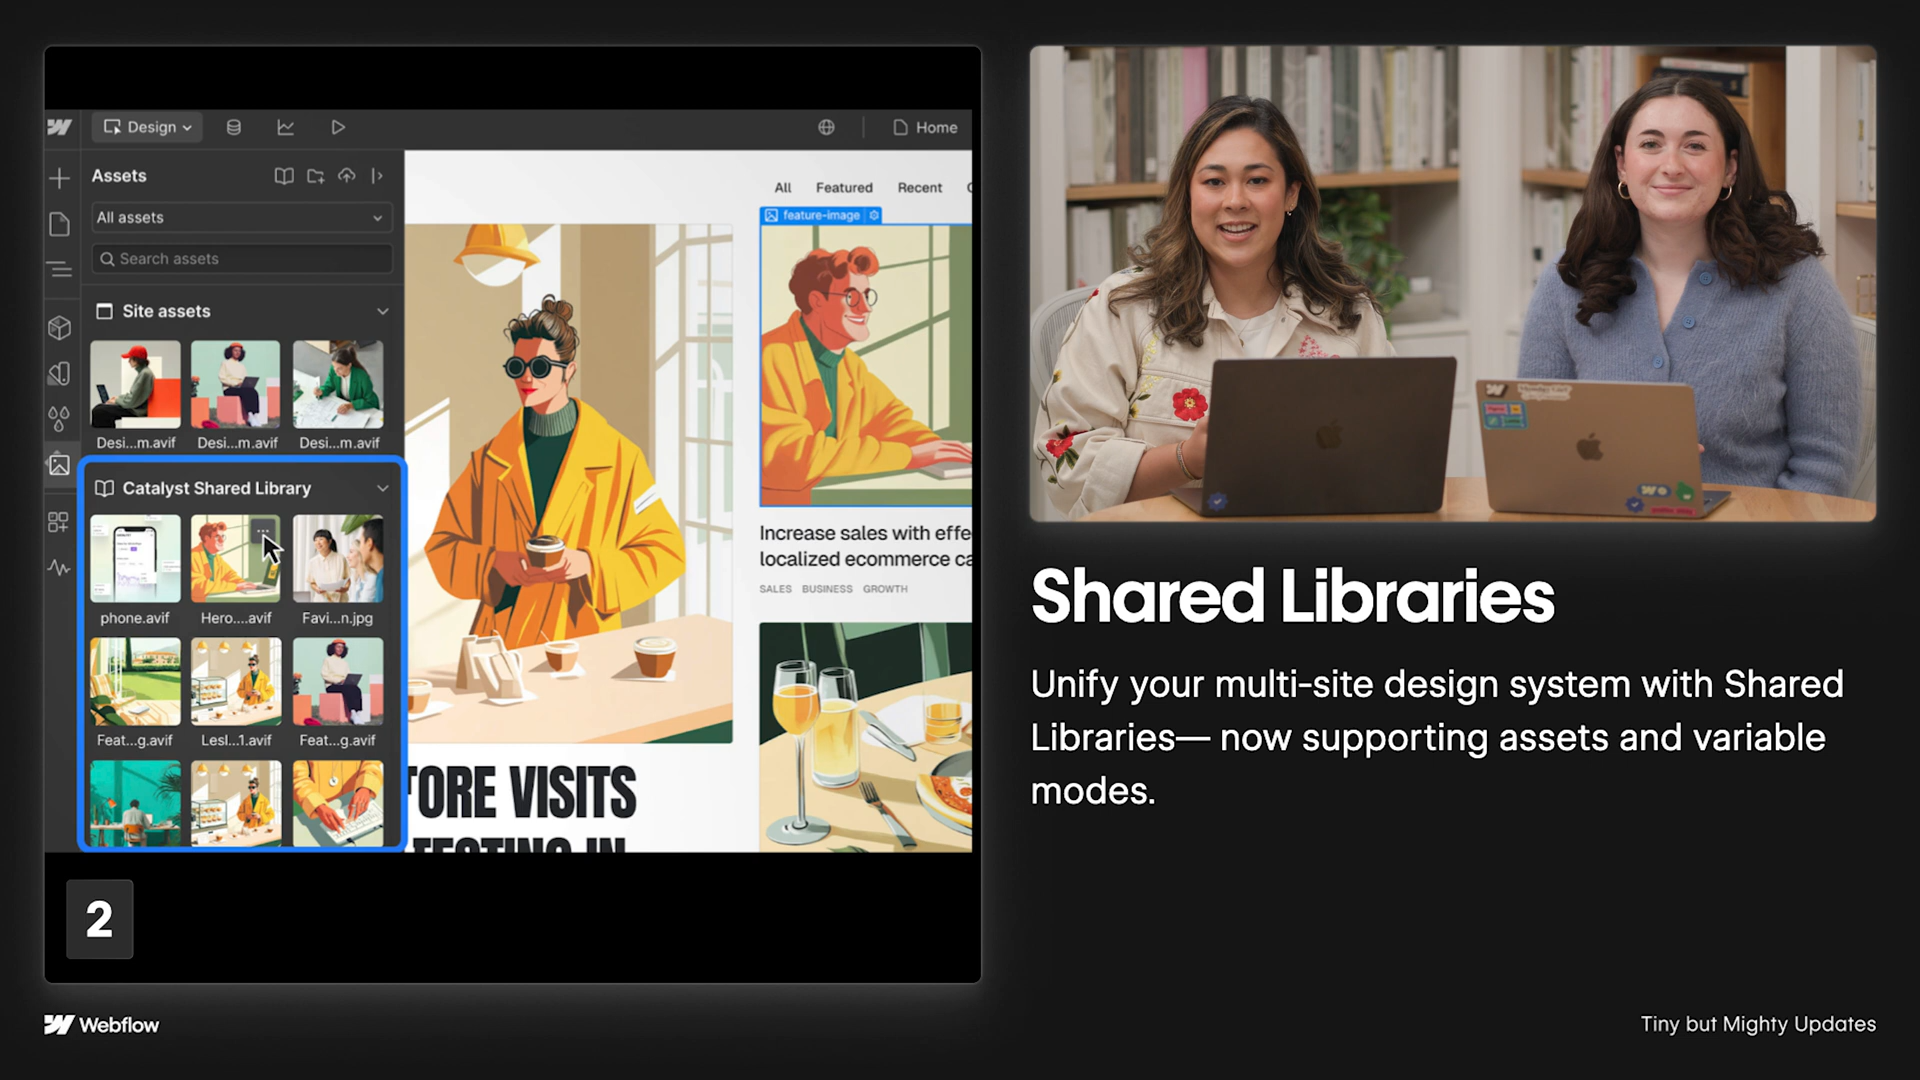 Design
Home
Assets
All assets
Search assets
Site assets
Desi...m.avif
Desi...m.avif
Desi...m.avif
Catalyst Shared Library
phone.avif
Hero....avif
Favi...n.jpg
Feat...g.avif
Lesl...1.avif
Feat...g.avif
All
Featured
Recent
feature-image
Increase sales with effe
localized ecommerce ca
SALES BUSINESS GROWTH
TORE VISITS
TESTING IN
2
Shared Libraries
Unify your multi-site design system with Shared
Libraries— now supporting assets and variable
modes.
Webflow
Tiny but Mighty Updates